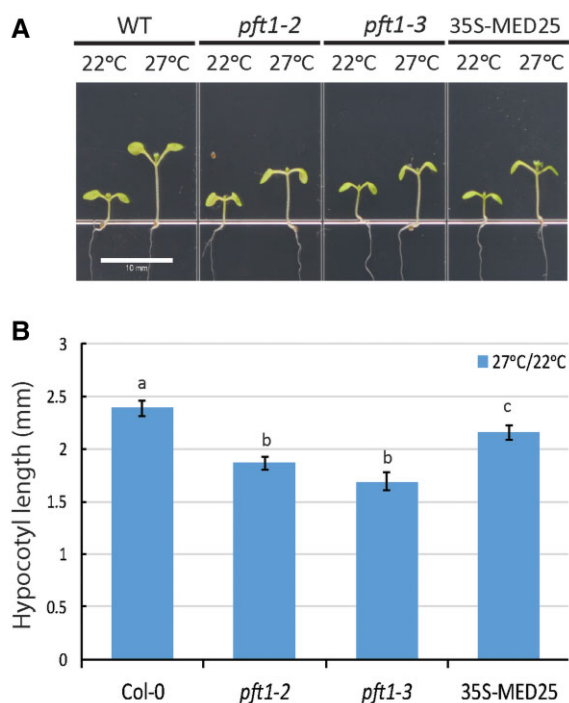 A
WT pft1-2 pft1-3 35S-MED25
22°C 27°C 22°C 27°C 22°C 27°C 22°C 27°C
10 mm
B
Hypocotyl length (mm)
3
2.5
2
1.5
1
0.5
0
27°C/22°C
a
b
b
c
Col-0 pft1-2 pft1-3 35S-MED25